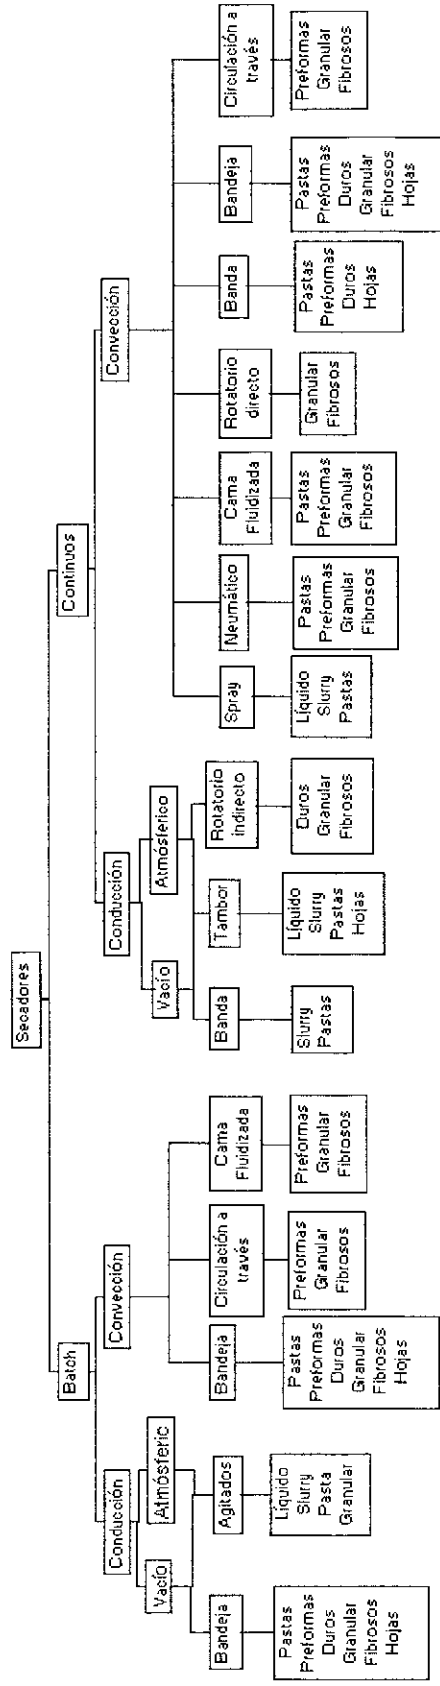 Secadores
Batch
Continuos
Conducción
Convección
Conducción
Convección
Vacío
Atmósferic
Vacío
Atmósferico
Bandeja
Agitados
Bandeja
Circulación a
través
Cama
Fluidizada
Banda
Tambor
Rotatorio
indirecto
Spray
Neumático
Cama
Fluidizada
Rotatorio
directo
Banda
Bandeja
Circulación a
través
Pastas
Preformas
Duros
Granular
Fibrosos
Hojas
Líquido
Slurry
Pasta
Granular
Pastas
Preformas
Duros
Granular
Fibrosos
Hojas
Preformas
Granular
Fibrosos
Preformas
Granular
Fibrosos
Slurry
Pastas
Líquido
Slurry
Pastas
Hojas
Duros
Granular
Fibrosos
Líquido
Slurry
Pastas
Pastas
Preformas
Granular
Fibrosos
Pastas
Preformas
Granular
Fibrosos
Granular
Fibrosos
Pastas
Preformas
Duros
Hojas
Pastas
Preformas
Duros
Granular
Fibrosos
Hojas
Preformas
Granular
Fibrosos